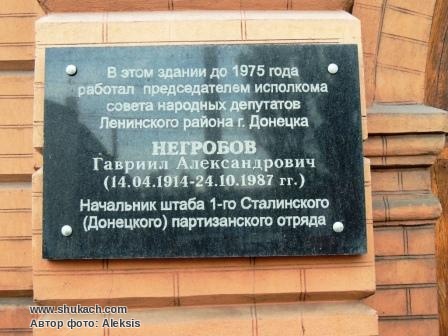 В этом здании до 1975 года
работал председателем исполкома
совета народных депутатов
Ленинского района г. Донецка
НЕГРОБОВ
Гавриил Александрович
(14.04.1914-24.10.1987 гг.)
Начальник штаба 1-го Сталинского
(Донецкого) партизанского отряда
www.shukach.com
Автор фото: Aleksis